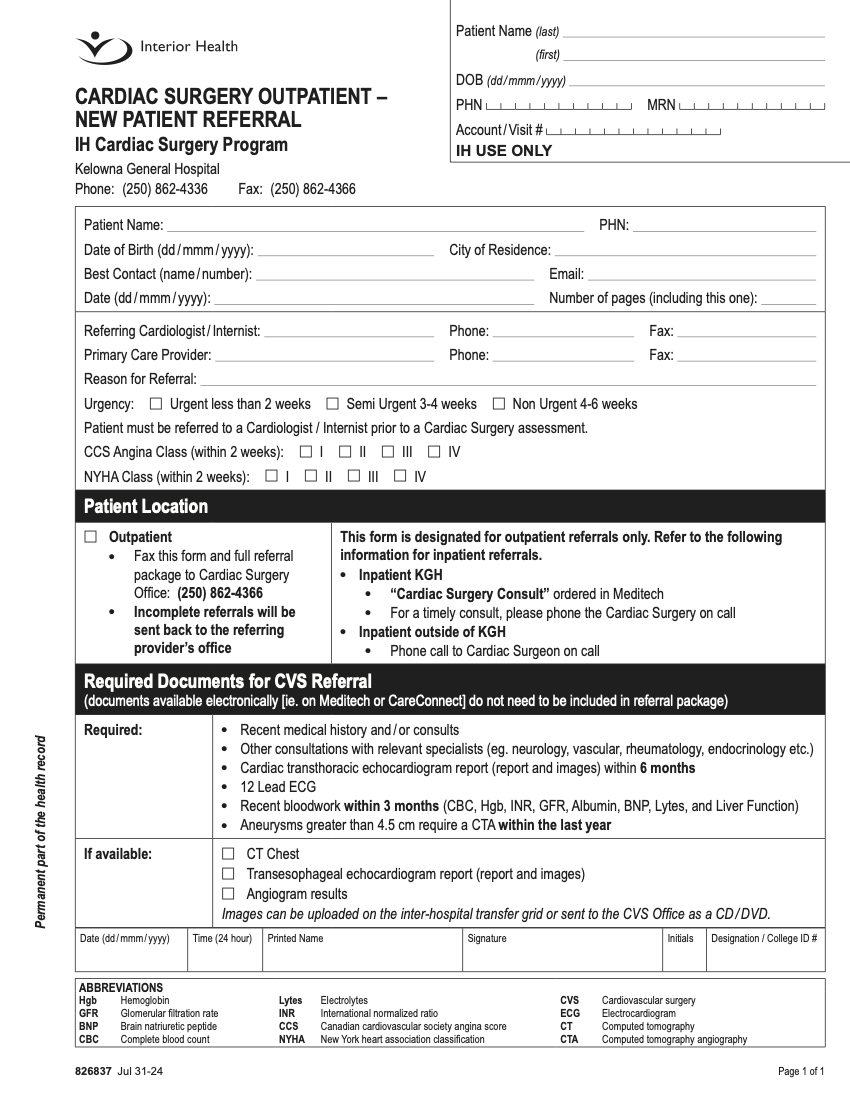 Interior Health
CARDIAC SURGERY OUTPATIENT –
NEW PATIENT REFERRAL
IH Cardiac Surgery Program
Kelowna General Hospital
Phone: (250) 862-4336 Fax: (250) 862-4366
Patient Name (last)
(first)
DOB (dd/mmm/yyyy)
PHN MRN
Account/Visit #
IH USE ONLY
Patient Name: PHN:
Date of Birth (dd/mmm/yyyy): City of Residence:
Best Contact (name/number): Email:
Date (dd/mmm/yyyy): Number of pages (including this one):
Referring Cardiologist/Internist: Phone: Fax:
Primary Care Provider: Phone: Fax:
Reason for Referral:
Urgency: ☐ Urgent less than 2 weeks ☐ Semi Urgent 3-4 weeks ☐ Non Urgent 4-6 weeks
Patient must be referred to a Cardiologist / Internist prior to a Cardiac Surgery assessment.
CCS Angina Class (within 2 weeks): ☐ I ☐ II ☐ III ☐ IV
NYHA Class (within 2 weeks): ☐ I ☐ II ☐ III ☐ IV
Patient Location
☐ Outpatient
• Fax this form and full referral
package to Cardiac Surgery
Office: (250) 862-4366
• Incomplete referrals will be
sent back to the referring
provider's office
This form is designated for outpatient referrals only. Refer to the following
information for inpatient referrals.
• Inpatient KGH
• "Cardiac Surgery Consult" ordered in Meditech
• For a timely consult, please phone the Cardiac Surgery on call
• Inpatient outside of KGH
• Phone call to Cardiac Surgeon on call
Required Documents for CVS Referral
(documents available electronically [ie. on Meditech or CareConnect] do not need to be included in referral package)
Required:
• Recent medical history and/or consults
• Other consultations with relevant specialists (eg. neurology, vascular, rheumatology, endocrinology etc.)
• Cardiac transthoracic echocardiogram report (report and images) within 6 months
• 12 Lead ECG
• Recent bloodwork within 3 months (CBC, Hgb, INR, GFR, Albumin, BNP, Lytes, and Liver Function)
• Aneurysms greater than 4.5 cm require a CTA within the last year
If available:
☐ CT Chest
☐ Transesophageal echocardiogram report (report and images)
☐ Angiogram results
Images can be uploaded on the inter-hospital transfer grid or sent to the CVS Office as a CD/DVD.
Date (dd/mmm/yyyy) Time (24 hour) Printed Name Signature Initials Designation / College ID #
ABBREVIATIONS
Hgb Hemoglobin Lytes Electrolytes CVS Cardiovascular surgery
GFR Glomerular filtration rate INR International normalized ratio ECG Electrocardiogram
BNP Brain natriuretic peptide CCS Canadian cardiovascular society angina score CT Computed tomography
CBC Complete blood count NYHA New York heart association classification CTA Computed tomography angiography
826837 Jul 31-24 Page 1 of 1
Permanent part of the health record